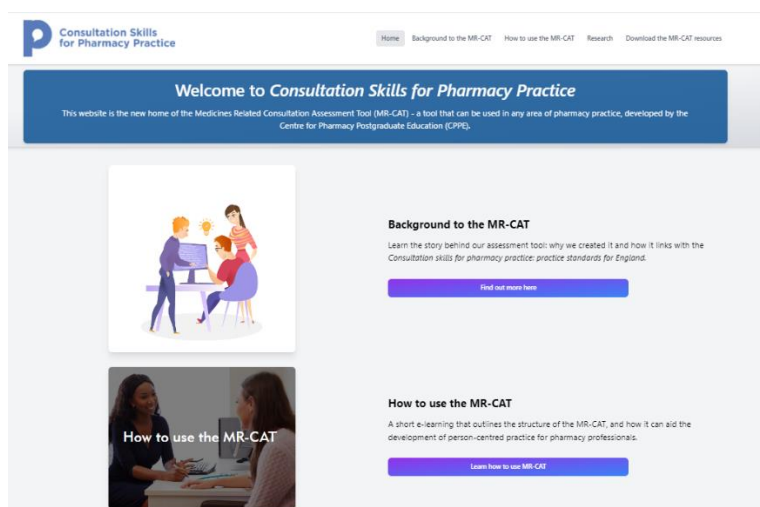 Consultation Skills
for Pharmacy Practice
Home Background to the MR-CAT How to use the MR-CAT Research Download the MR-CAT resources
Welcome to Consultation Skills for Pharmacy Practice
This website is the new home of the Medicines Related Consultation Assessment Tool (MR-CAT) - a tool that can be used in any area of pharmacy practice, developed by the
Centre for Pharmacy Postgraduate Education (CPPE).
Background to the MR-CAT
Learn the story behind our assessment tool: why we created it and how it links with the
Consultation skills for pharmacy practice: practice standards for England.
Find out more here
How to use the MR-CAT
How to use the MR-CAT
A short e-learning that outlines the structure of the MR-CAT, and how it can aid the
development of person-centred practice for pharmacy professionals.
Learn how to use MR-CAT